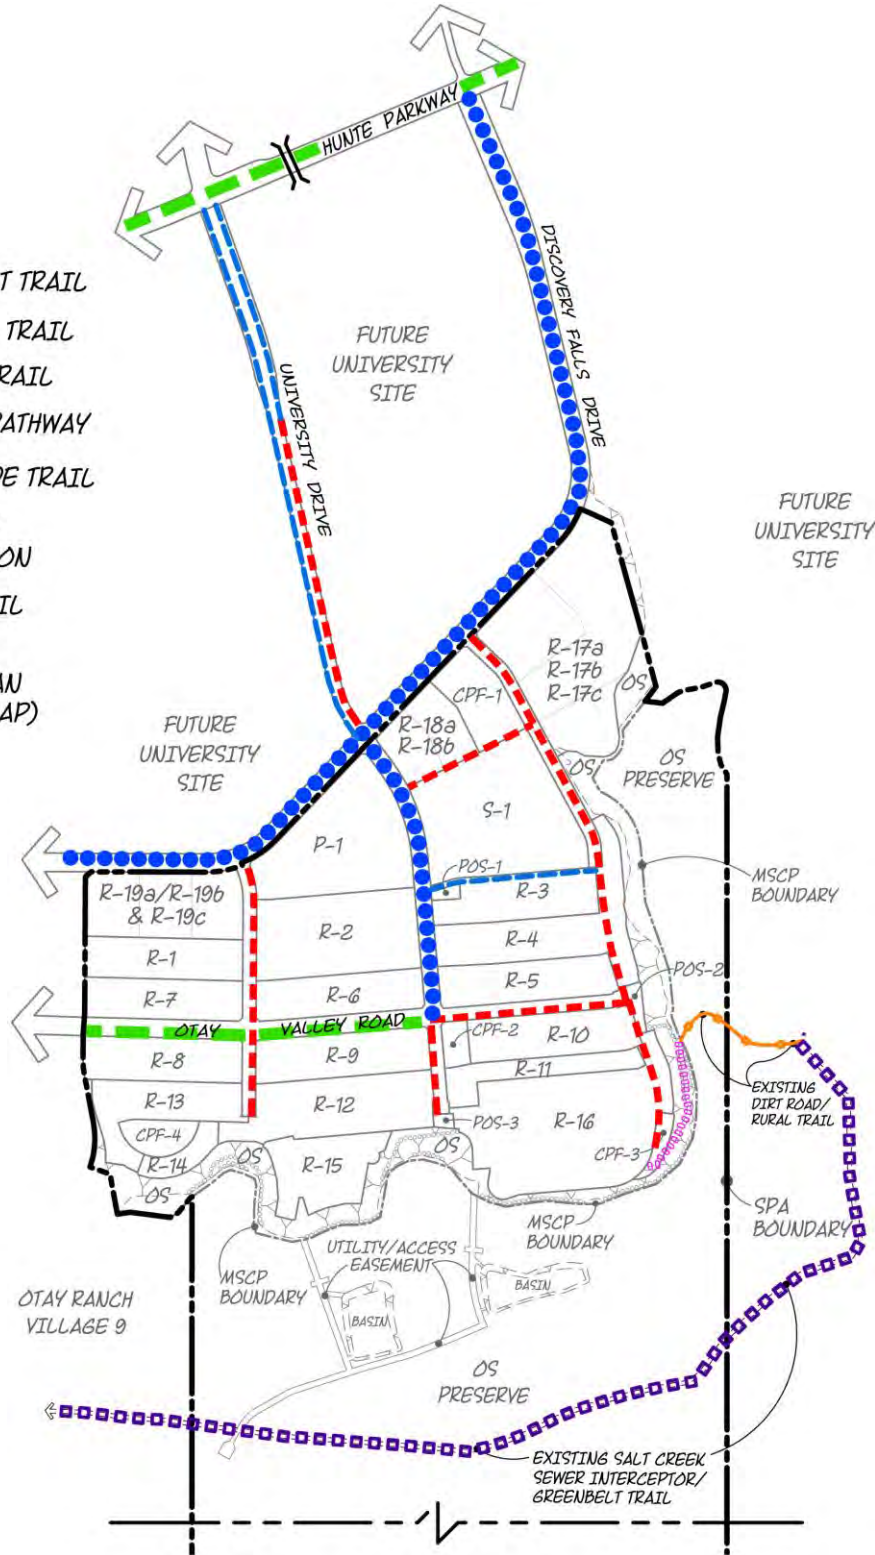 HUNTE PARKWAY
T TRAIL
TRAIL
RAIL
PATHWAY
PE TRAIL
ON
IL
AN
AP)
DISCOVERY FALLS DRIVE
UNIVERSITY DRIVE
FUTURE
UNIVERSITY
SITE
FUTURE
UNIVERSITY
SITE
FUTURE
UNIVERSITY
SITE
R-17a
R-17b
R-17c
CPF-1
OS
R-18a
R-18b
OS
OS
PRESERVE
S-1
P-1
POS-1
R-3
MSCP
BOUNDARY
R-19a/R-19b
& R-19c
R-2
R-4
R-1
R-5
POS-2
R-7
R-6
OTAY VALLEY ROAD
CPF-2
R-10
R-8
R-9
R-11
EXISTING
DIRT ROAD/
RURAL TRAIL
R-13
R-12
POS-3
R-16
CPF-4
CPF-3
R-14
OS
R-15
OS
OS
SPA
BOUNDARY
MSCP
BOUNDARY
UTILITY/ACCESS
EASEMENT
MSCP
BOUNDARY
BASIN
BASIN
OTAY RANCH
VILLAGE 9
OS
PRESERVE
EXISTING SALT CREEK
SEWER INTERCEPTOR/
GREENBELT TRAIL